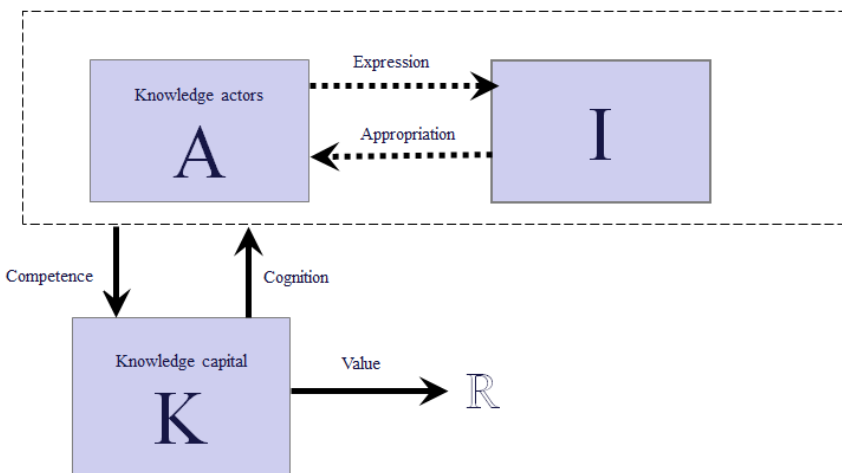 Expression
Knowledge actors
A
I
Appropriation
Competence
Cognition
Knowledge capital
K
Value
ℝ